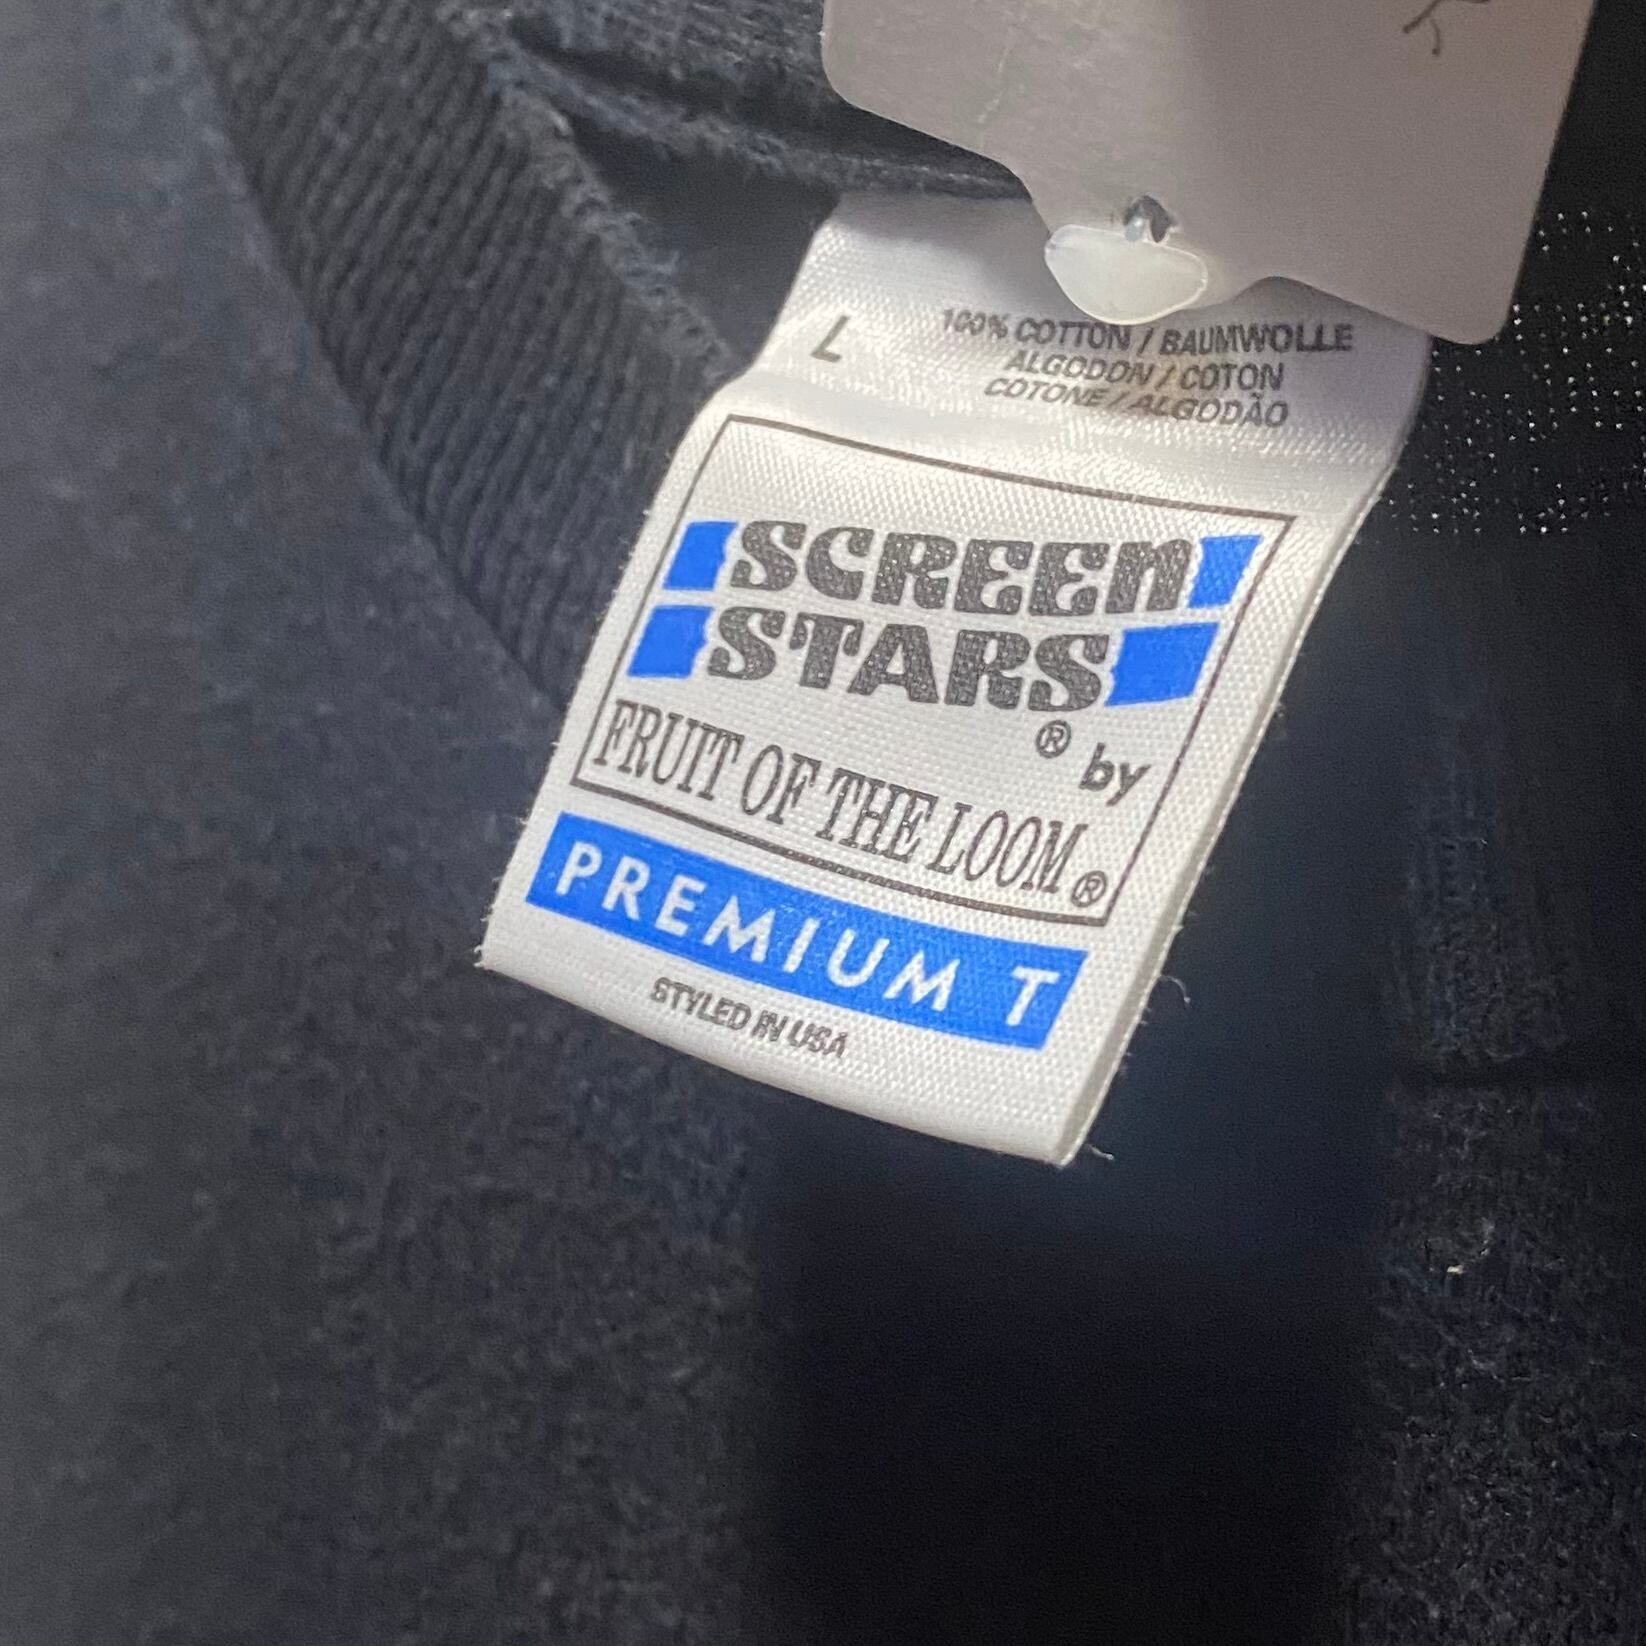 L
100% COTTON / BAUMWOLLE
ALGODON / COTON
COTONE / ALGODÃO
SCREEN
STARS
® by
FRUIT OF THE LOOM®
PREMIUM T
STYLED IN USA